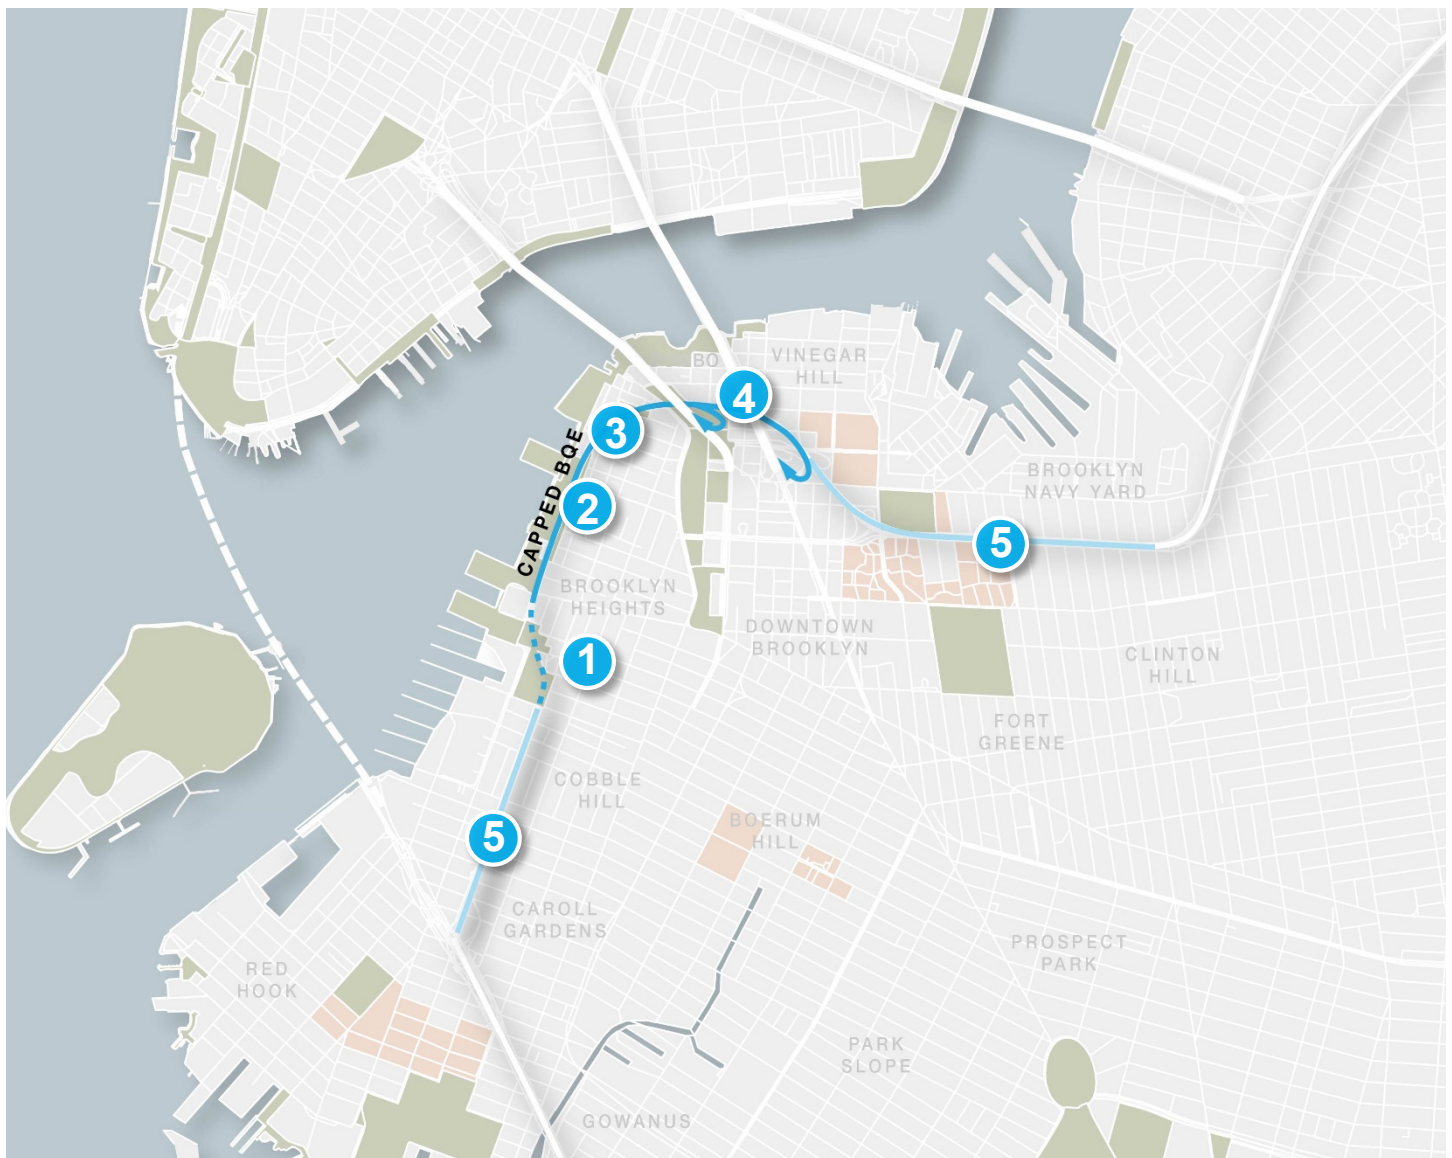 BO
VINEGAR
HILL
4
3
CAPPED BQE
2
BROOKLYN
NAVY YARD
5
BROOKLYN
HEIGHTS
1
DOWNTOWN
BROOKLYN
CLINTON
HILL
FORT
GREENE
COBBLE
HILL
BOERUM
HILL
5
CAROLL
GARDENS
PROSPECT
PARK
RED
HOOK
PARK
SLOPE
GOWANUS